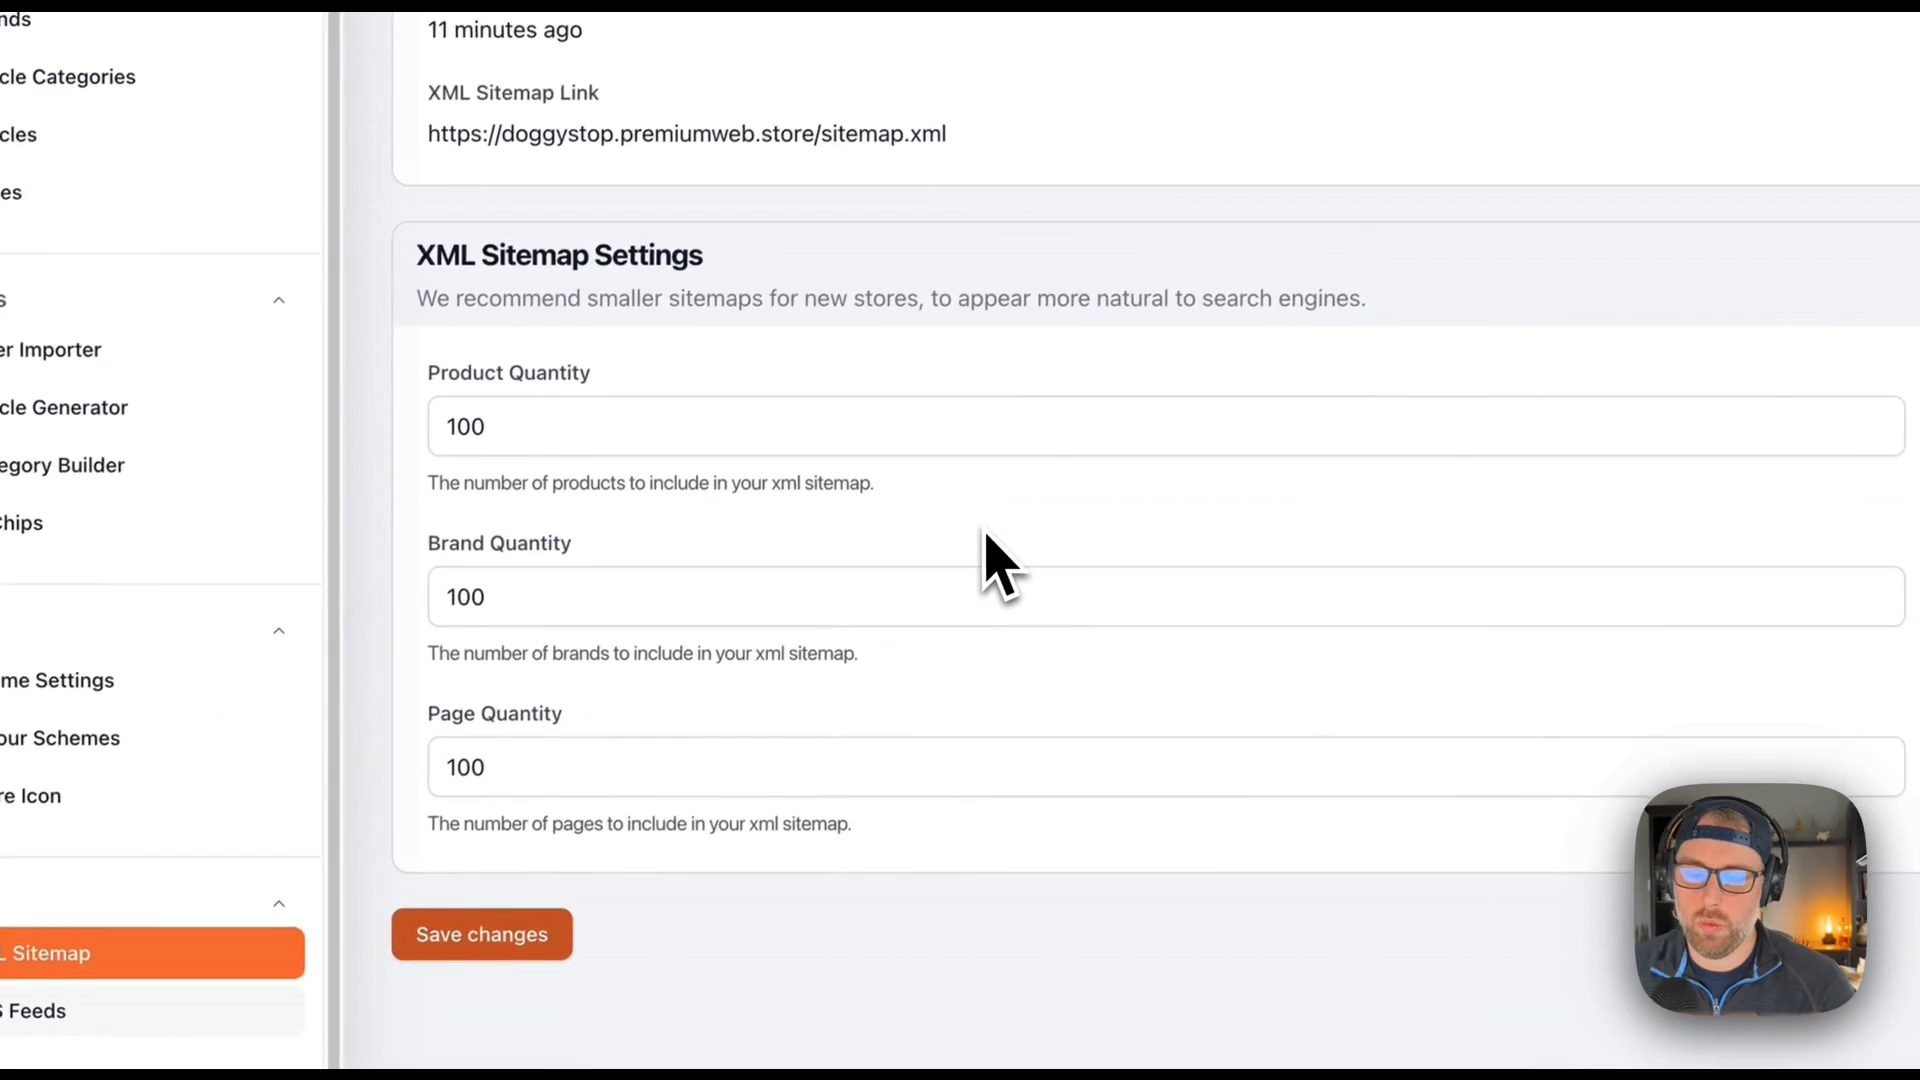 nds
cle Categories
cles
es
s
er Importer
cle Generator
egory Builder
Chips
me Settings
our Schemes
re Icon
L Sitemap
S Feeds
11 minutes ago
XML Sitemap Link
https://doggystop.premiumweb.store/sitemap.xml
XML Sitemap Settings
We recommend smaller sitemaps for new stores, to appear more natural to search engines.
Product Quantity
100
The number of products to include in your xml sitemap.
Brand Quantity
100
The number of brands to include in your xml sitemap.
Page Quantity
100
The number of pages to include in your xml sitemap.
Save changes